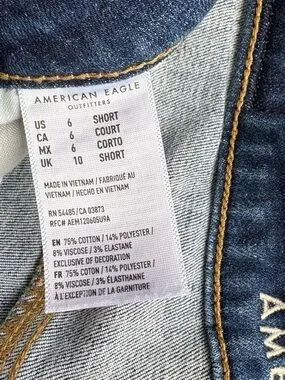 AMERICAN EAGLE
OUTFITTERS
US 6 SHORT
CA 6 COURT
MX 6 CORTO
UK 10 SHORT
MADE IN VIETNAM / FABRIQUÉ AU
VIETNAM / HECHO EN VIETNAM
RN 54485 / CA 03873
RFC# AEM120605U9A
EN 75% COTTON / 14% POLYESTER /
8% VISCOSE / 3% ELASTANE
EXCLUSIVE OF DECORATION
FR 75% COTON / 14% POLYESTER /
8% VISCOSE / 3% ÉLASTHANNE
À L'EXCEPTION DE LA GARNITURE
AME